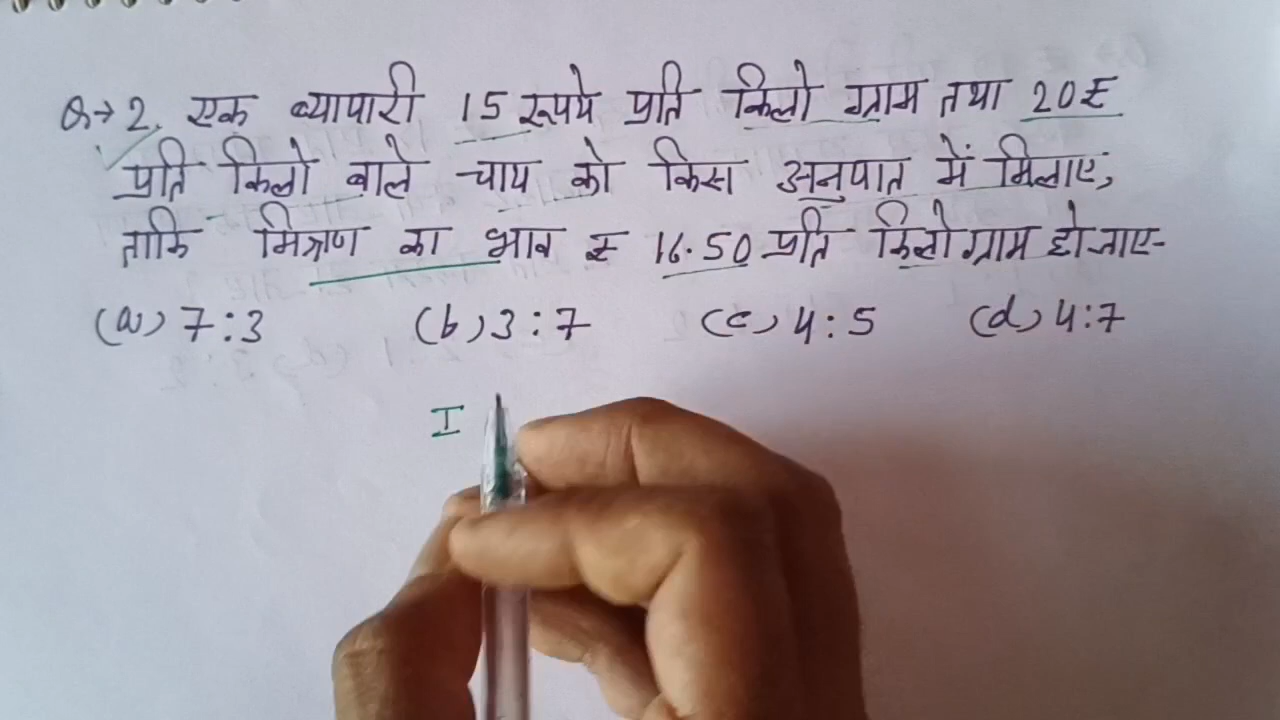 Q→2. एक व्यापारी 15 रूपये प्रति किलो ग्राम तथा 20₹
प्रति किलो वाले चाय को किस अनुपात में मिलाए,
ताकि मिश्रण का भाव ₹ 16.50 प्रति किलोग्राम हो जाए-
(a) 7:3 (b) 3:7 (c) 4:5 (d) 4:7
I